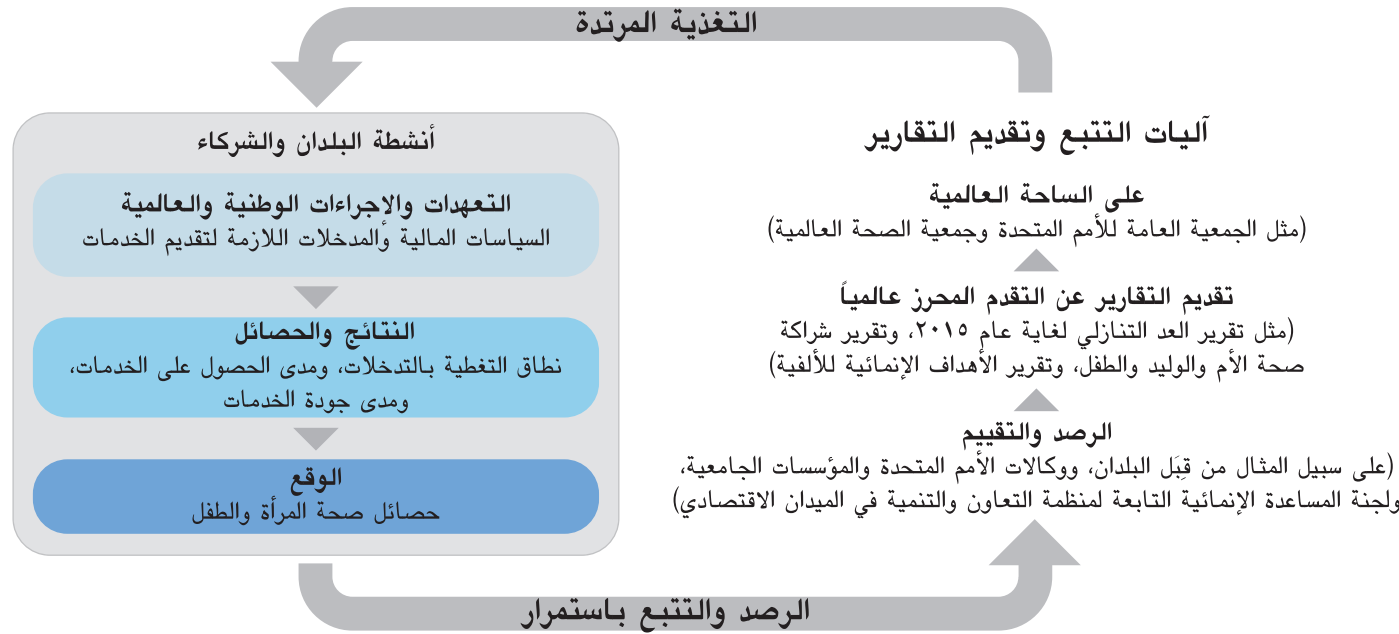 التغذية المرتدة
آليات التتبع وتقديم التقارير
على الساحة العالمية
(مثل الجمعية العامة للأمم المتحدة وجمعية الصحة العالمية)
تقديم التقارير عن التقدم المحرز عالمياً
(مثل تقرير العد التنازلي لغاية عام ٢٠١٥، وتقرير شراكة
صحة الأم والوليد والطفل، وتقرير الأهداف الإنمائية للألفية)
الرصد والتقييم
(على سبيل المثال من قِبَل البلدان، ووكالات الأمم المتحدة والمؤسسات الجامعية،
ولجنة المساعدة الإنمائية التابعة لمنظمة التعاون والتنمية في الميدان الاقتصادي)
أنشطة البلدان والشركاء
التعهدات والإجراءات الوطنية والعالمية
السياسات المالية والمدخلات اللازمة لتقديم الخدمات
النتائج والحصائل
نطاق التغطية بالتدخلات، ومدى الحصول على الخدمات،
ومدى جودة الخدمات
الوقع
حصائل صحة المرأة والطفل
الرصد والتتبع باستمرار